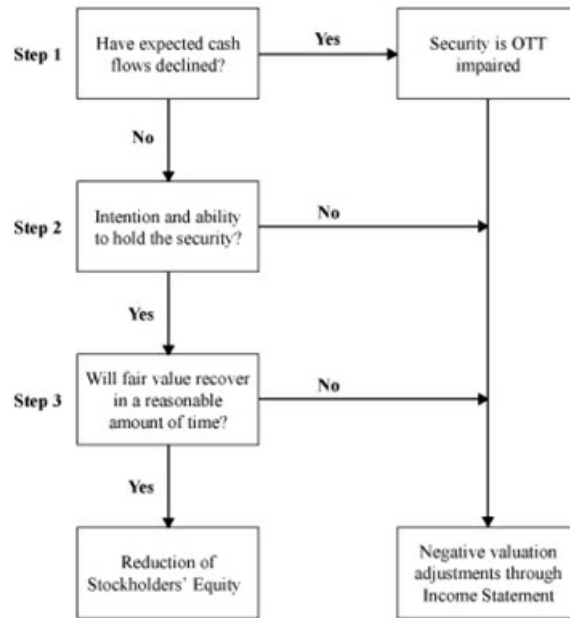 Step 1
Have expected cash
flows declined?
Yes
Security is OTT
impaired
No
Step 2
Intention and ability
to hold the security?
No
Yes
Step 3
Will fair value recover
in a reasonable
amount of time?
No
Yes
Reduction of
Stockholders' Equity
Negative valuation
adjustments through
Income Statement